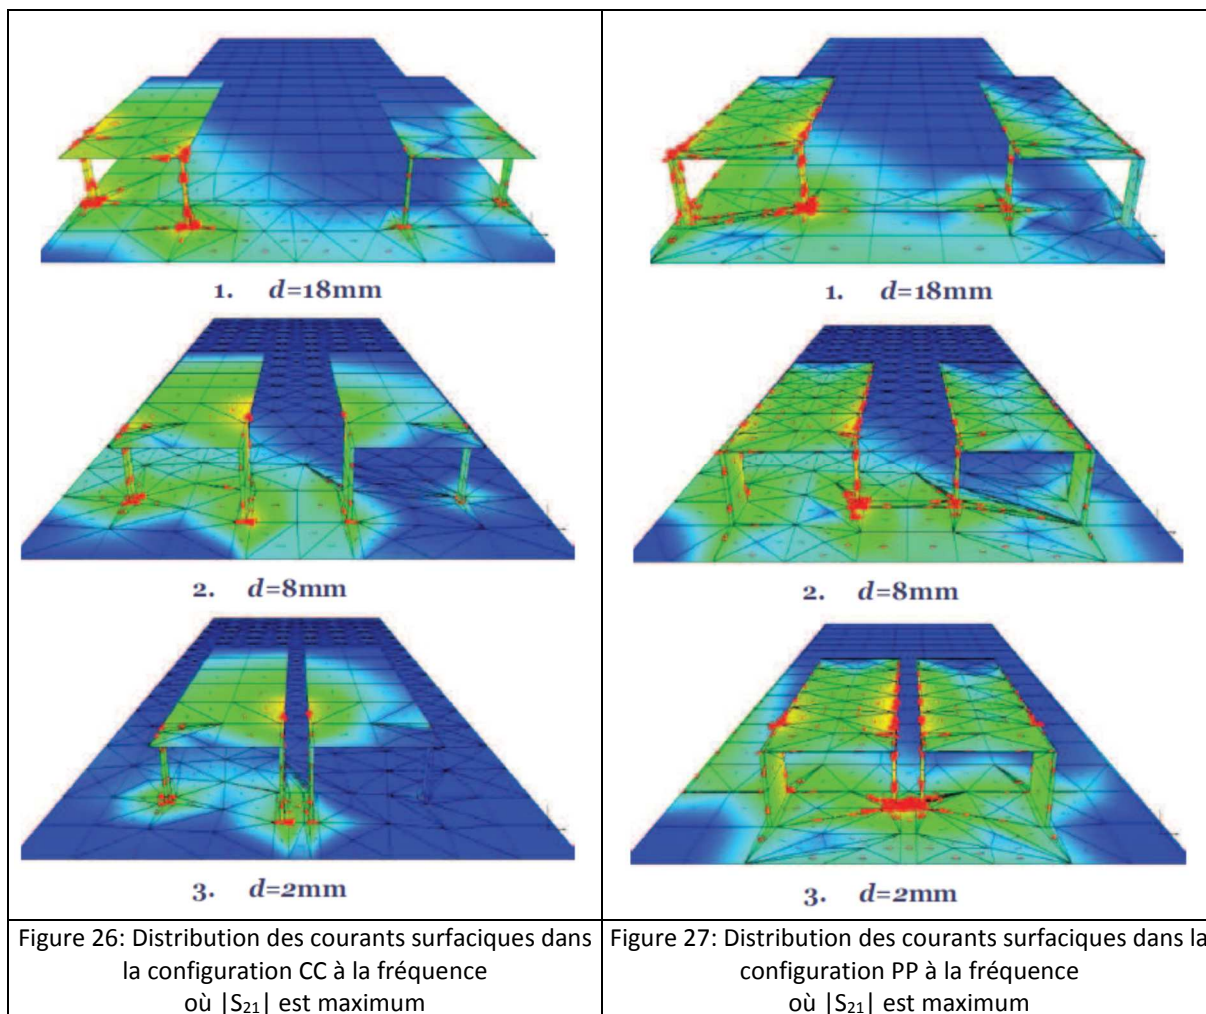 1. d=18mm
2. d=8mm
3. d=2mm
Figure 26: Distribution des courants surfaciques dans
la configuration CC à la fréquence
où |S21| est maximum
1. d=18mm
2. d=8mm
3. d=2mm
Figure 27: Distribution des courants surfaciques dans la
configuration PP à la fréquence
où |S21| est maximum